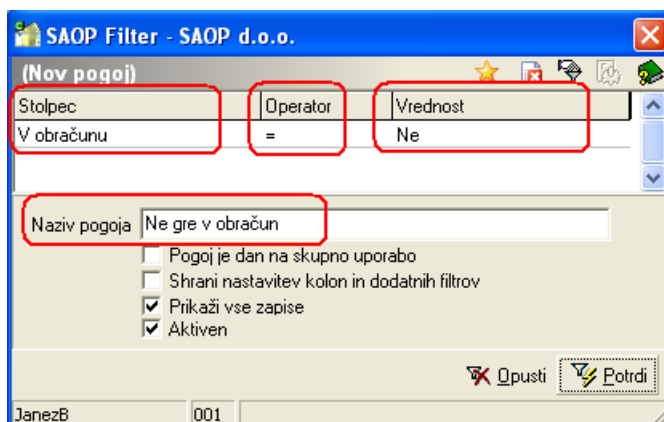 SAOP Filter - SAOP d.o.o.
(Nov pogoj)
Stolpec Operator Vrednost
V obračunu = Ne
Naziv pogoja Ne gre v obračun
Pogoj je dan na skupno uporabo
Shrani nastavitev kolon in dodatnih filtrov
Prikaži vse zapise
Aktiven
Opusti Potrdi
JanezB 001